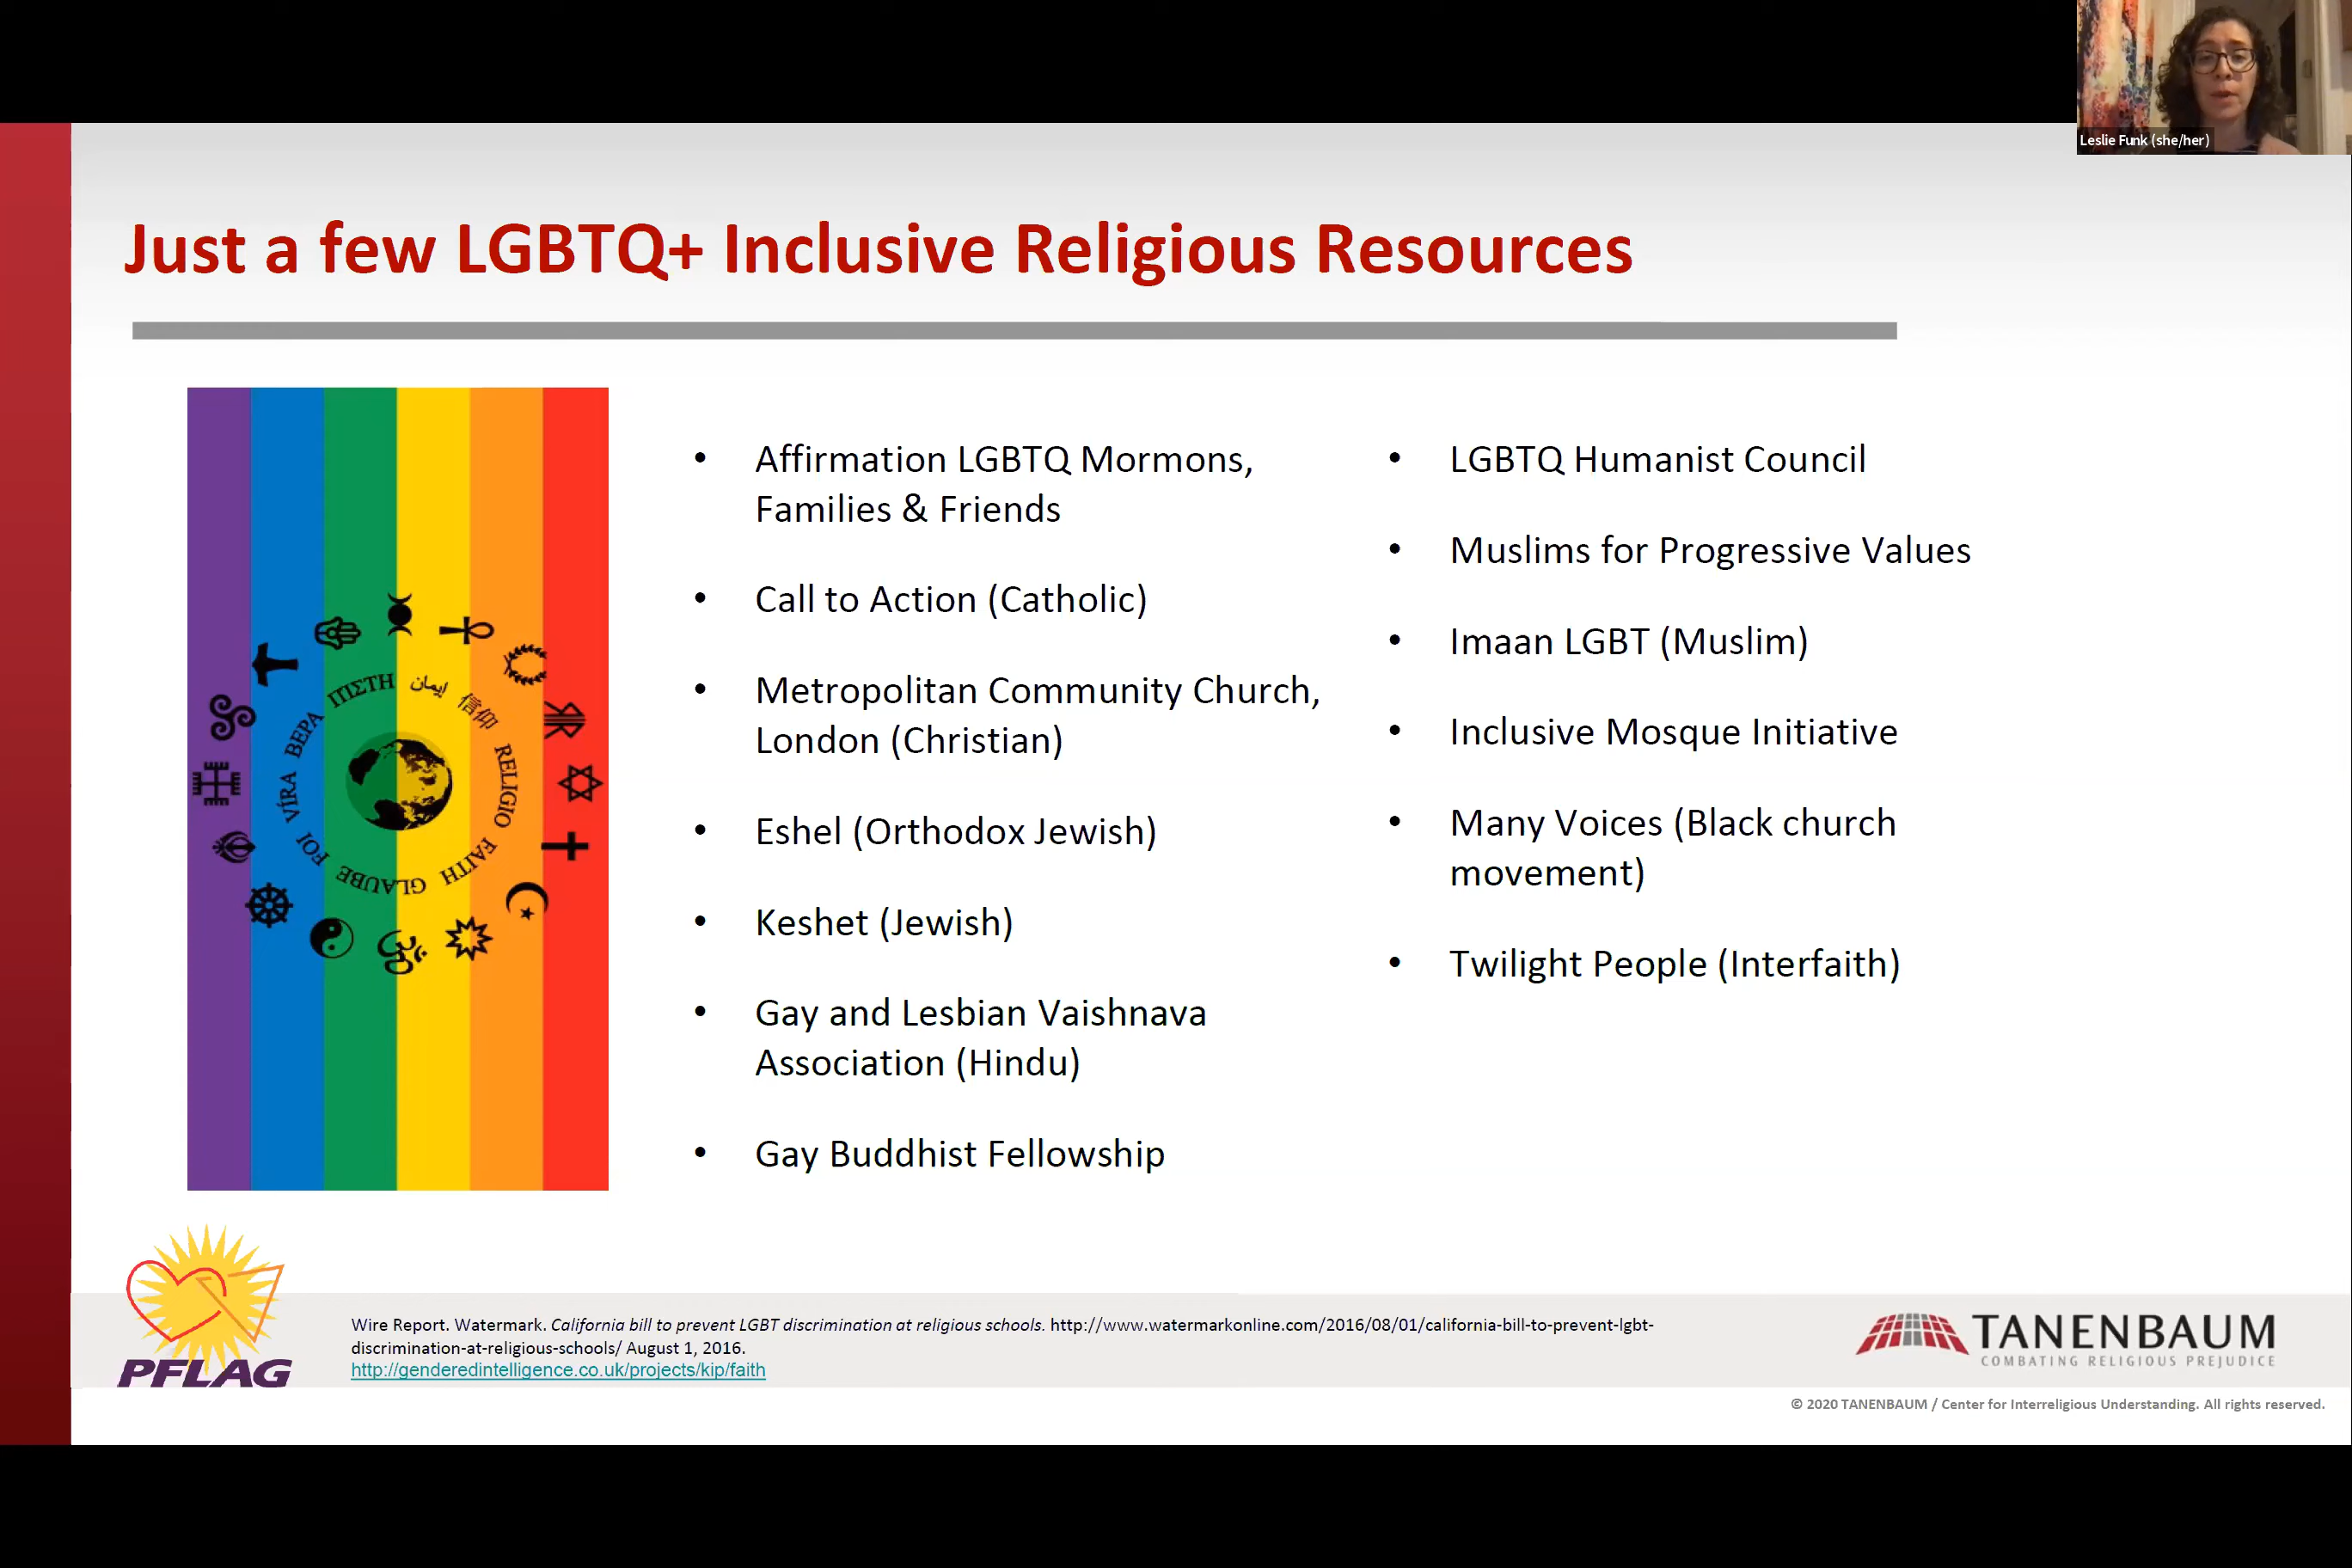 Leslie Funk (she/her)
Just a few LGBTQ+ Inclusive Religious Resources
• Affirmation LGBTQ Mormons,
Families & Friends
• Call to Action (Catholic)
• Metropolitan Community Church,
London (Christian)
• Eshel (Orthodox Jewish)
• Keshet (Jewish)
• Gay and Lesbian Vaishnava
Association (Hindu)
• Gay Buddhist Fellowship
• LGBTQ Humanist Council
• Muslims for Progressive Values
• Imaan LGBT (Muslim)
• Inclusive Mosque Initiative
• Many Voices (Black church
movement)
• Twilight People (Interfaith)
ΠΙΣΤΗ
ایمان
信仰
RELIGIO
FAITH
GLAUBE
FOI
VÍRA
ВЕРА
PFLAG
Wire Report. Watermark. California bill to prevent LGBT discrimination at religious schools. http://www.watermarkonline.com/2016/08/01/california-bill-to-prevent-lgbt-
discrimination-at-religious-schools/ August 1, 2016.
http://genderedintelligence.co.uk/projects/kip/faith
TANENBAUM
COMBATING RELIGIOUS PREJUDICE
© 2020 TANENBAUM / Center for Interreligious Understanding. All rights reserved.